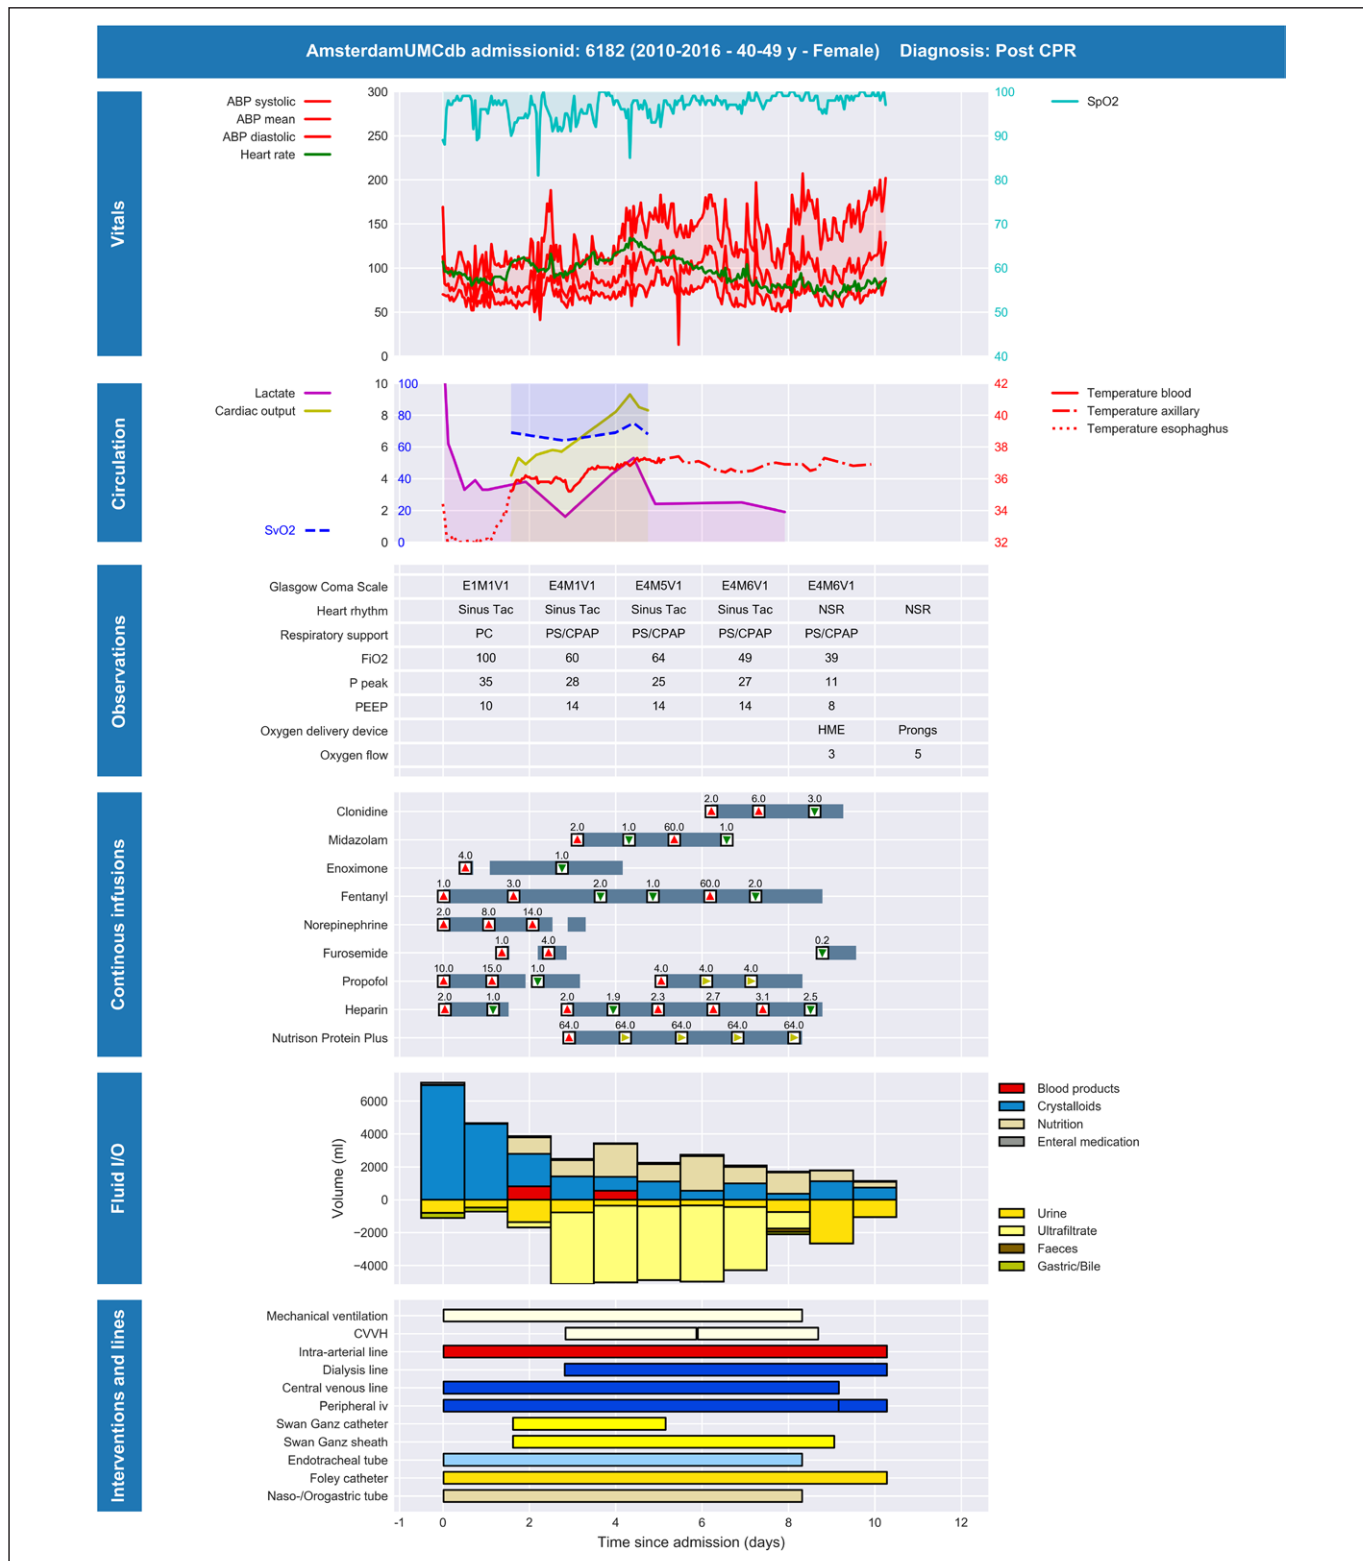 AmsterdamUMCdb admissionid: 6182 (2010-2016 - 40-49 y - Female) Diagnosis: Post CPR
Vitals
ABP systolic
ABP mean
ABP diastolic
Heart rate
300
250
200
150
100
50
0
100
90
80
70
60
50
40
SpO2
Circulation
Lactate
Cardiac output
SvO2
10 100
8 80
6 60
4 40
2 20
0 0
42
40
38
36
34
32
Temperature blood
Temperature axillary
Temperature esophaghus
Observations
Glasgow Coma Scale E1M1V1 E4M1V1 E4M5V1 E4M6V1 E4M6V1
Heart rhythm Sinus Tac Sinus Tac Sinus Tac Sinus Tac NSR NSR
Respiratory support PC PS/CPAP PS/CPAP PS/CPAP PS/CPAP
FiO2 100 60 64 49 39
P peak 35 28 25 27 11
PEEP 10 14 14 14 8
Oxygen delivery device HME Prongs
Oxygen flow 3 5
Continous infusions
Clonidine 2.0 6.0 3.0
Midazolam 2.0 1.0 60.0 1.0
Enoximone 4.0 1.0
Fentanyl 1.0 3.0 2.0 1.0 60.0 2.0
Norepinephrine 2.0 8.0 14.0
Furosemide 1.0 4.0 0.2
Propofol 10.0 15.0 1.0 4.0 4.0 4.0
Heparin 2.0 1.0 2.0 1.9 2.3 2.7 3.1 2.5
Nutrison Protein Plus 64.0 64.0 64.0 64.0 64.0
Fluid I/O
Volume (ml)
6000
4000
2000
0
−2000
−4000
Blood products
Crystalloids
Nutrition
Enteral medication
Urine
Ultrafiltrate
Faeces
Gastric/Bile
Interventions and lines
Mechanical ventilation
CVVH
Intra-arterial line
Dialysis line
Central venous line
Peripheral iv
Swan Ganz catheter
Swan Ganz sheath
Endotracheal tube
Foley catheter
Naso-/Orogastric tube
-1 0 2 4 6 8 10 12
Time since admission (days)